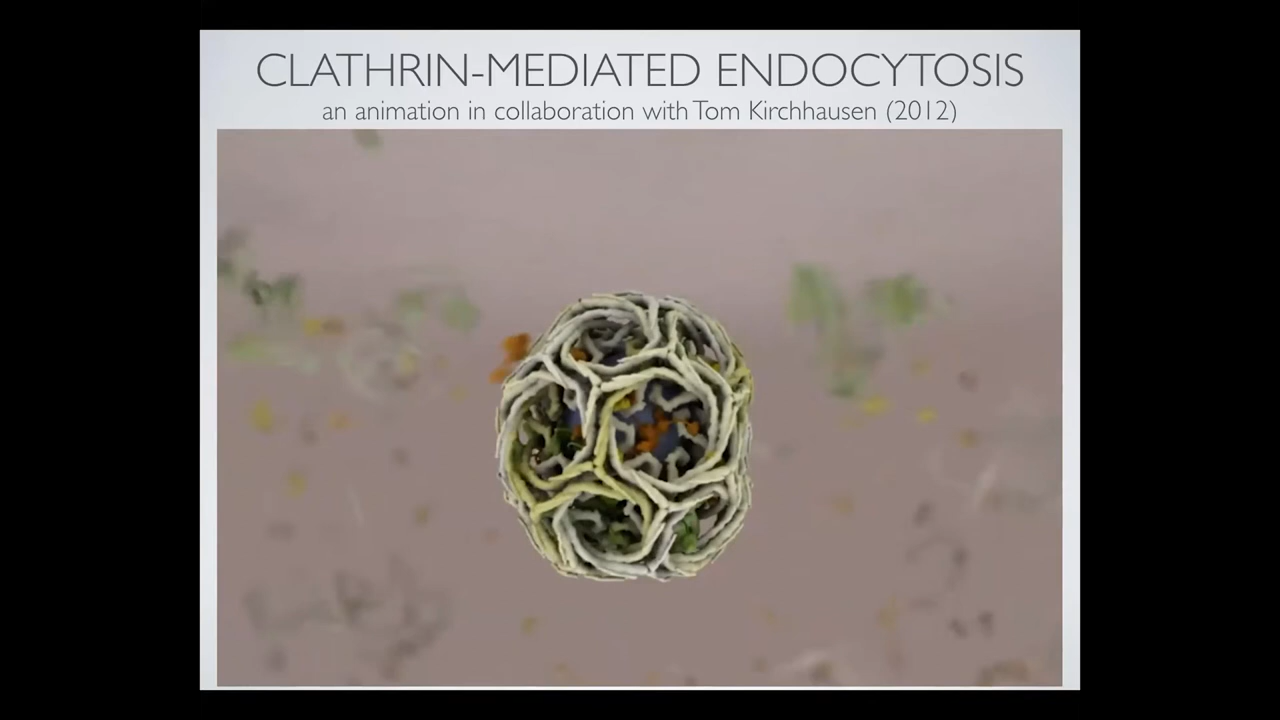 CLATHRIN-MEDIATED ENDOCYTOSIS
an animation in collaboration with Tom Kirchhausen (2012)